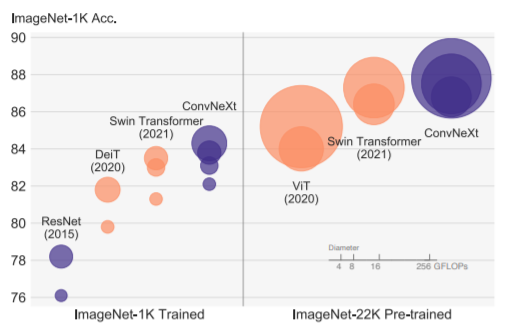 ImageNet-1K Acc.
90
88
86
84
82
80
78
76
ConvNeXt
Swin Transformer
(2021)
DeiT
(2020)
ResNet
(2015)
Swin Transformer
(2021)
ConvNeXt
ViT
(2020)
Diameter
4 8 16 256 GFLOPs
ImageNet-1K Trained
ImageNet-22K Pre-trained